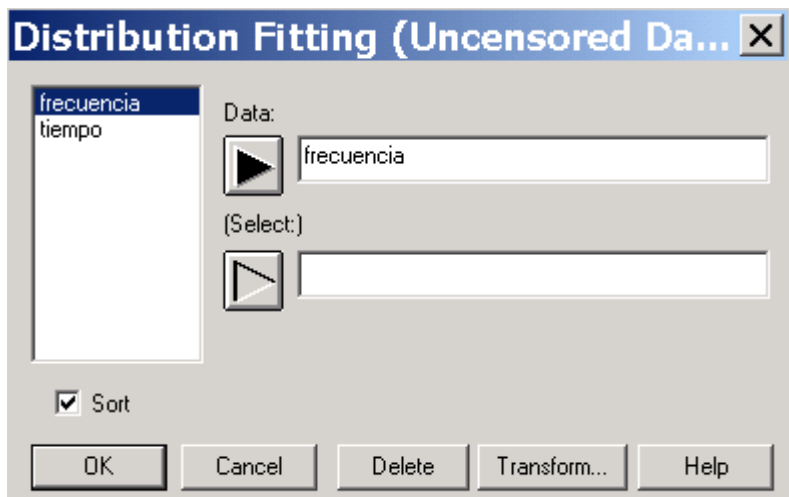 Distribution Fitting (Uncensored Da...
frecuencia
tiempo
Data:
frecuencia
(Select:)
Sort
OK Cancel Delete Transform... Help